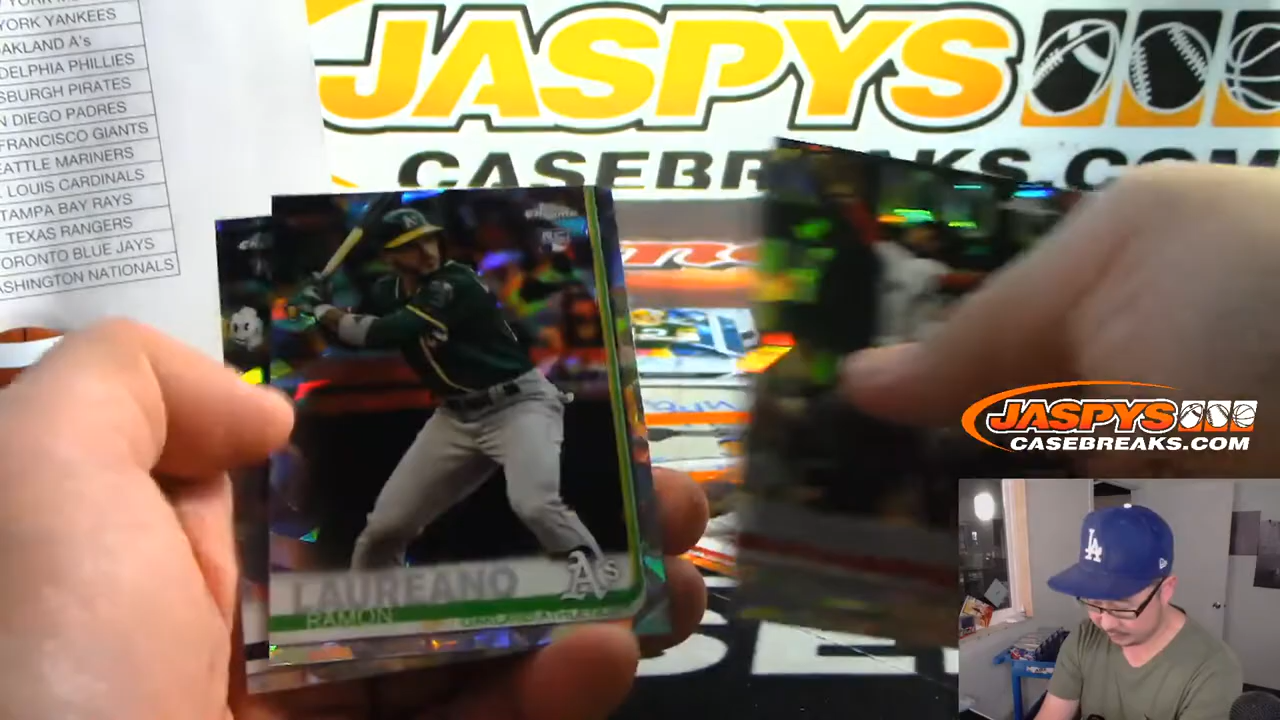 YORK YANKEES
OAKLAND A's
DELPHIA PHILLIES
SBURGH PIRATES
N DIEGO PADRES
FRANCISCO GIANTS
EATTLE MARINERS
LOUIS CARDINALS
TAMPA BAY RAYS
TEXAS RANGERS
ORONTO BLUE JAYS
ASHINGTON NATIONALS
JASPYS
CASEBREAKS.COM
A's
LAUREANO
RAMON
JASPYS
CASEBREAKS.COM
LA